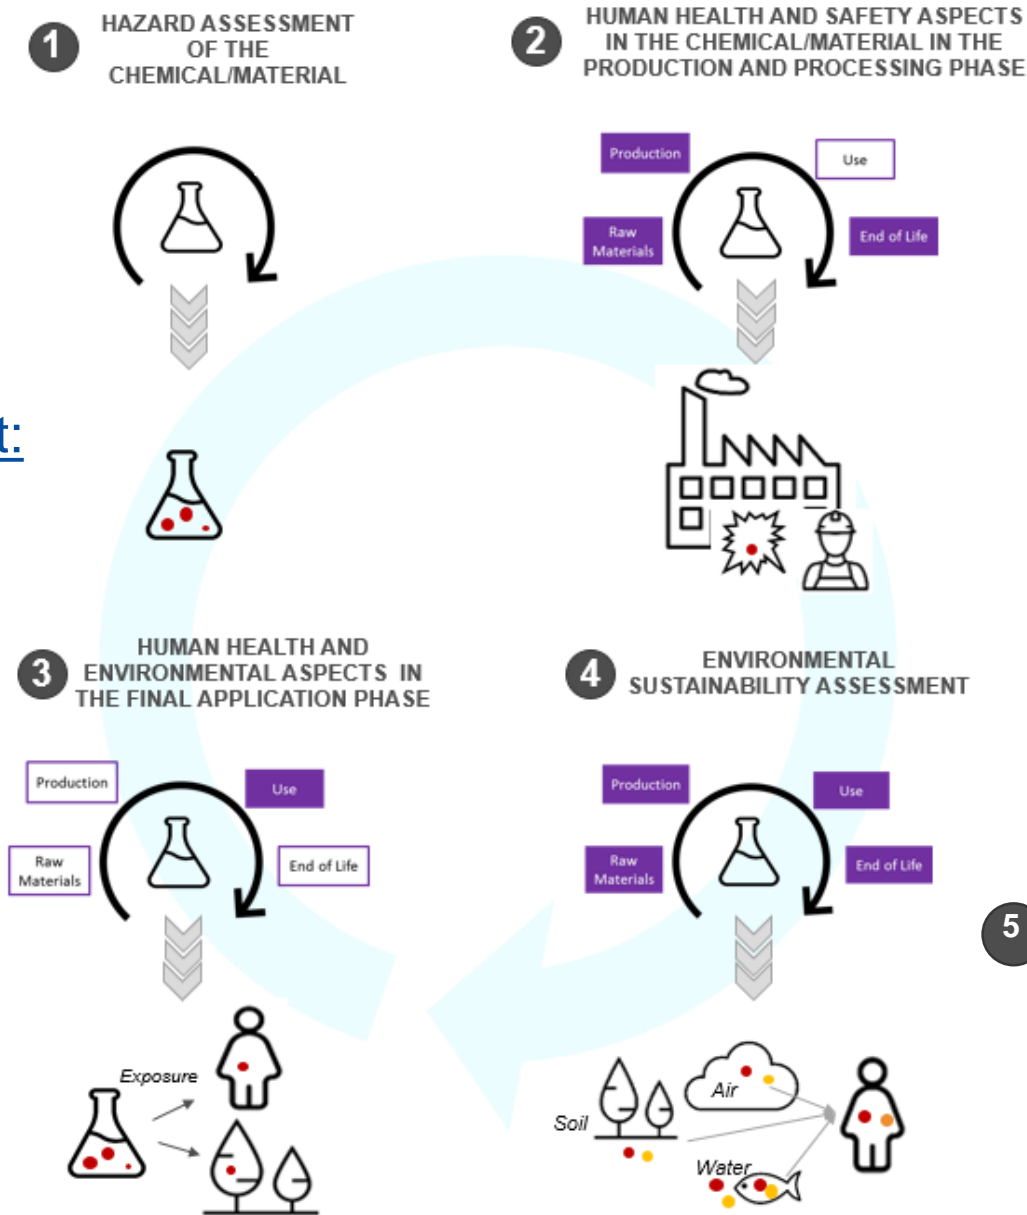 1
HAZARD ASSESSMENT
OF THE
CHEMICAL/MATERIAL
2
HUMAN HEALTH AND SAFETY ASPECTS
IN THE CHEMICAL/MATERIAL IN THE
PRODUCTION AND PROCESSING PHASE
Production
Use
Raw
Materials
End of Life
t:
3
HUMAN HEALTH AND
ENVIRONMENTAL ASPECTS IN
THE FINAL APPLICATION PHASE
4
ENVIRONMENTAL
SUSTAINABILITY ASSESSMENT
Production
Use
Raw
Materials
End of Life
Production
Use
Raw
Materials
End of Life
5
Exposure
Soil
Air
Water